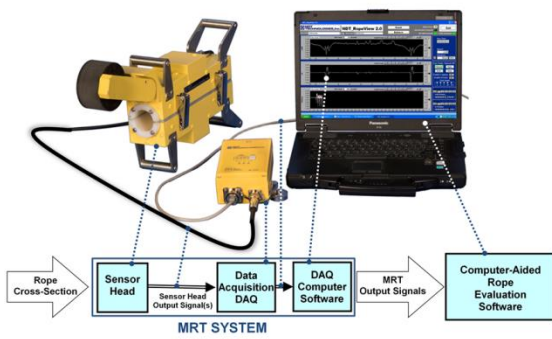 NDT_RopeView 2.0
Panasonic
Rope
Cross-Section
Sensor
Head
Sensor Head
Output Signal(s)
Data
Acquisition
DAQ
DAQ
Computer
Software
MRT
Output Signals
Computer-Aided
Rope
Evaluation
Software
MRT SYSTEM